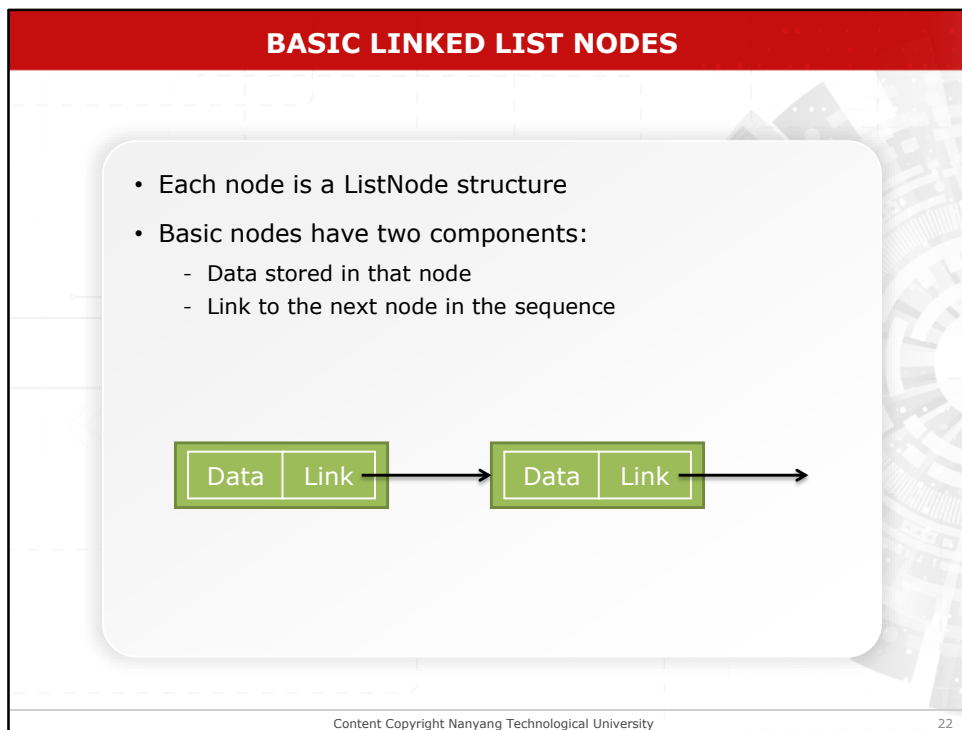 BASIC LINKED LIST NODES
• Each node is a ListNode structure
• Basic nodes have two components:
- Data stored in that node
- Link to the next node in the sequence
Data Link Data Link
Content Copyright Nanyang Technological University 22